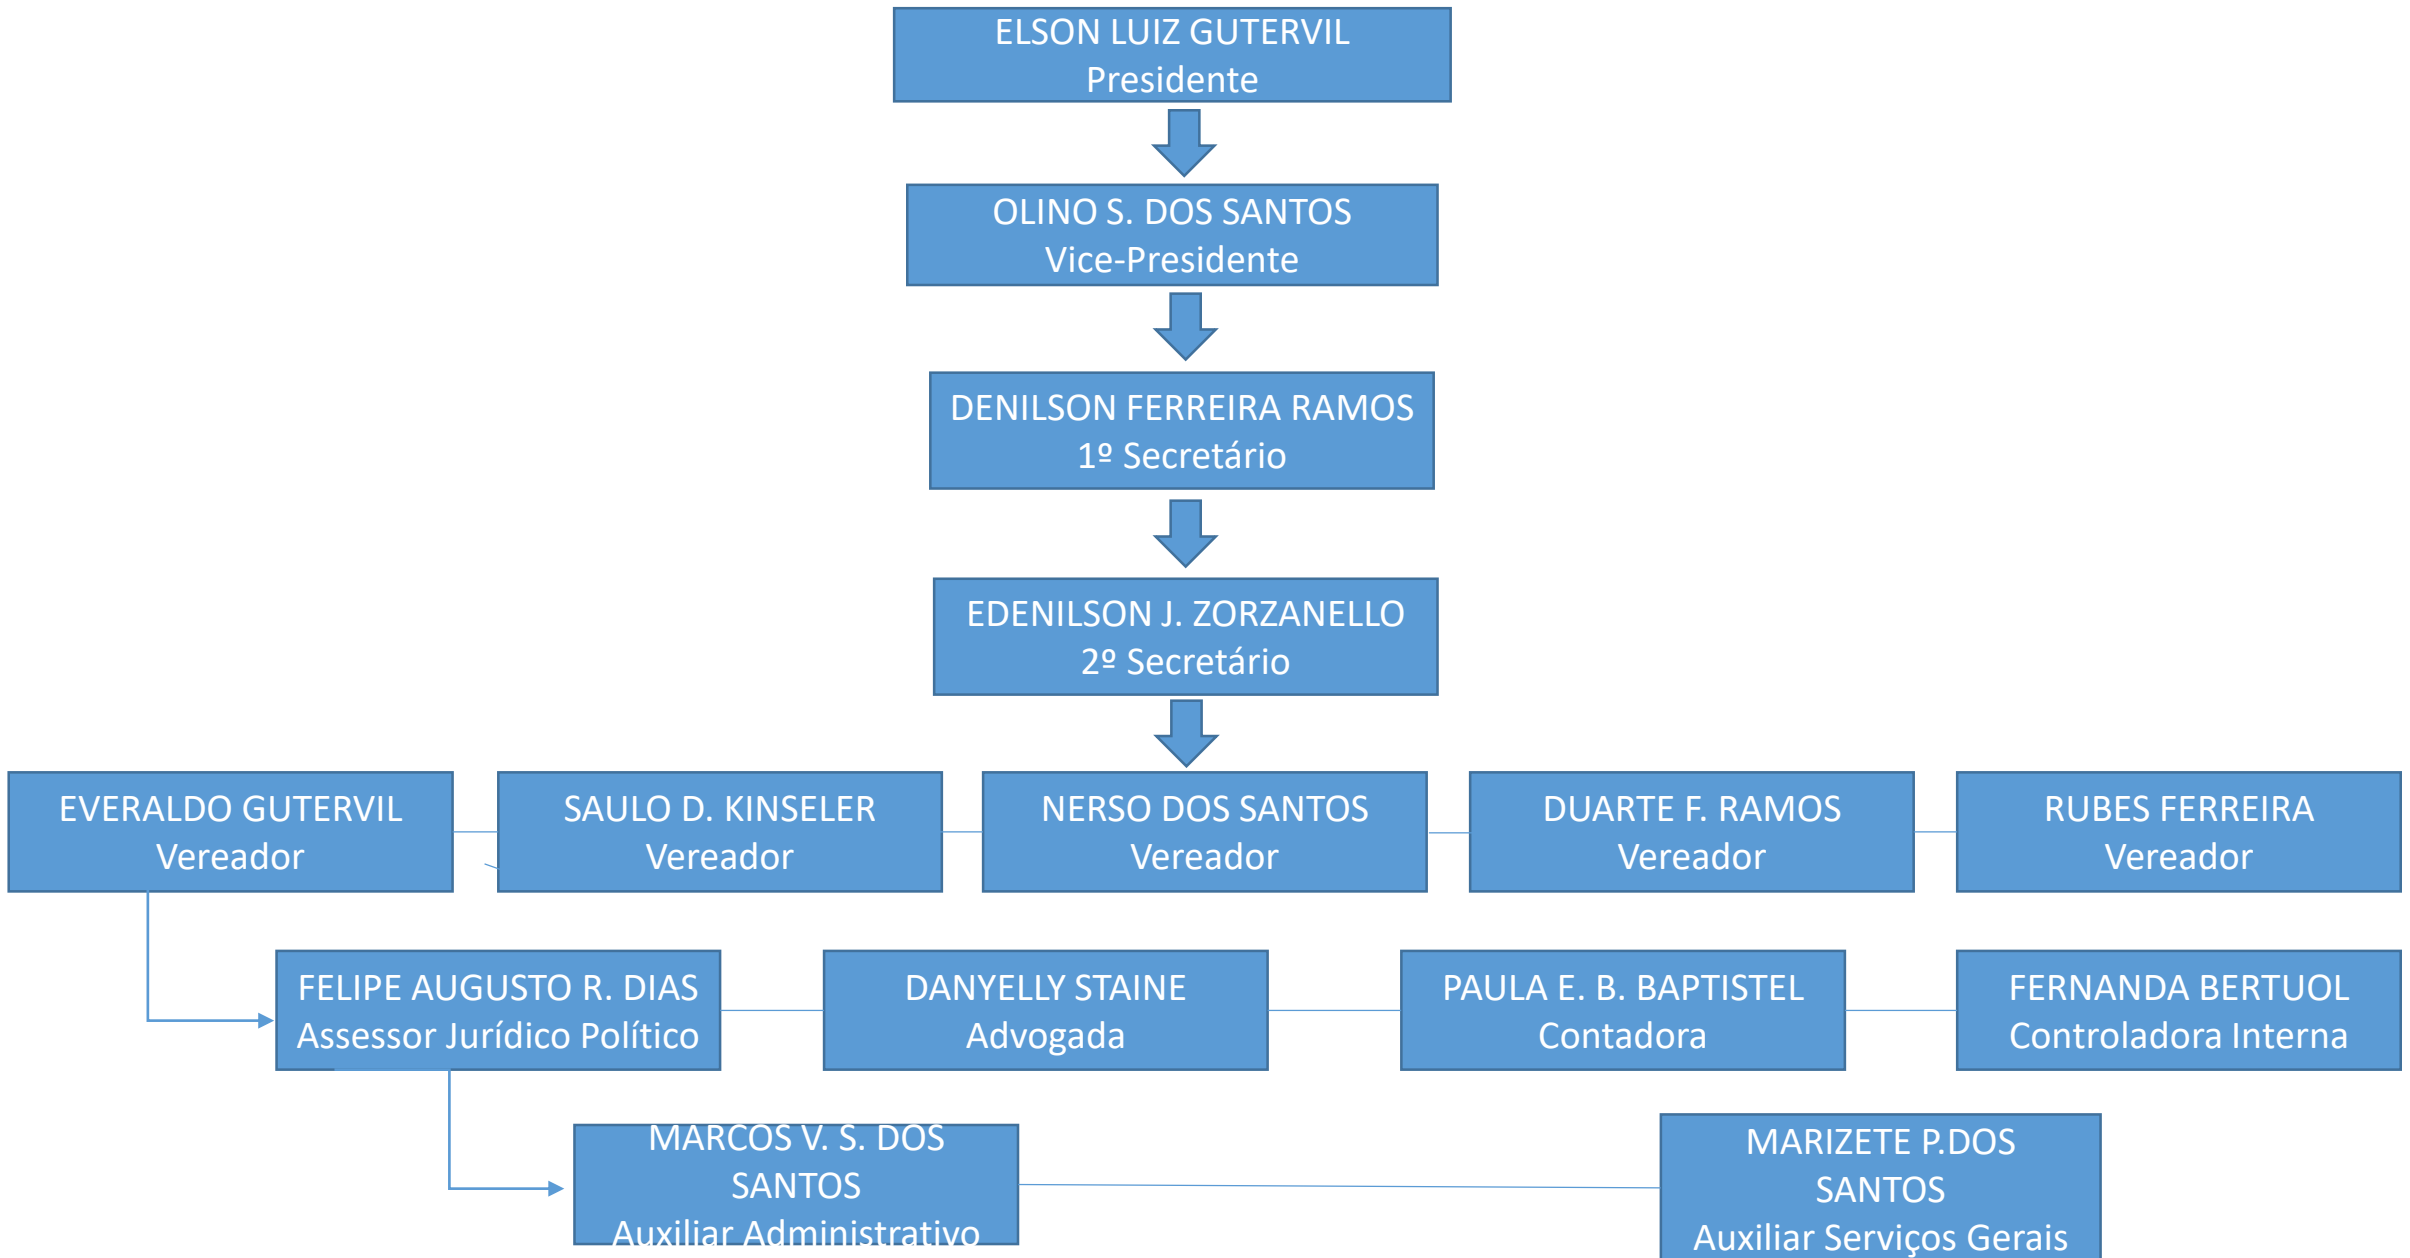 ELSON LUIZ GUTERVIL
Presidente
OLINO S. DOS SANTOS
Vice-Presidente
DENILSON FERREIRA RAMOS
1º Secretário
EDENILSON J. ZORZANELLO
2º Secretário
EVERALDO GUTERVIL
Vereador
SAULO D. KINSELER
Vereador
NERSO DOS SANTOS
Vereador
DUARTE F. RAMOS
Vereador
RUBES FERREIRA
Vereador
FELIPE AUGUSTO R. DIAS
Assessor Jurídico Político
DANYELLY STAINE
Advogada
PAULA E. B. BAPTISTEL
Contadora
FERNANDA BERTUOL
Controladora Interna
MARCOS V. S. DOS
SANTOS
Auxiliar Administrativo
MARIZETE P.DOS
SANTOS
Auxiliar Serviços Gerais